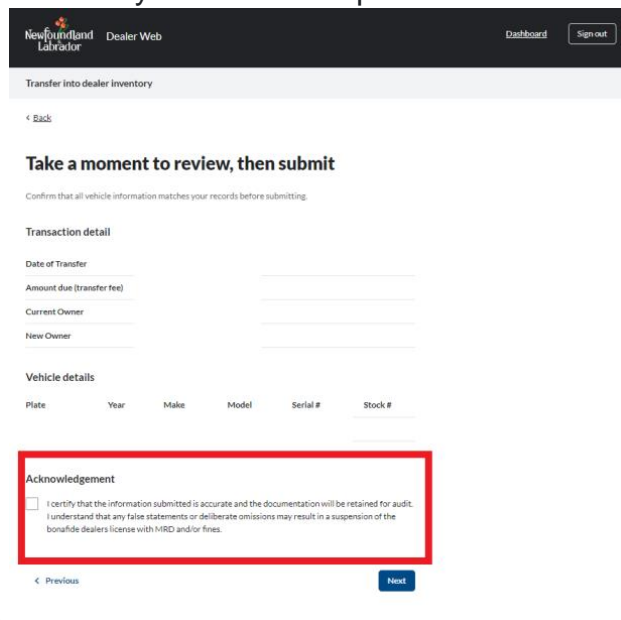 Newfoundland
Labrador
Dealer Web
Dashboard
Sign out
Transfer into dealer inventory
< Back
Take a moment to review, then submit
Confirm that all vehicle information matches your records before submitting.
Transaction detail
Date of Transfer
Amount due (transfer fee)
Current Owner
New Owner
Vehicle details
Plate Year Make Model Serial # Stock #
Acknowledgement
I certify that the information submitted is accurate and the documentation will be retained for audit.
I understand that any false statements or deliberate omissions may result in a suspension of the
bonafide dealers license with MRD and/or fines.
< Previous
Next